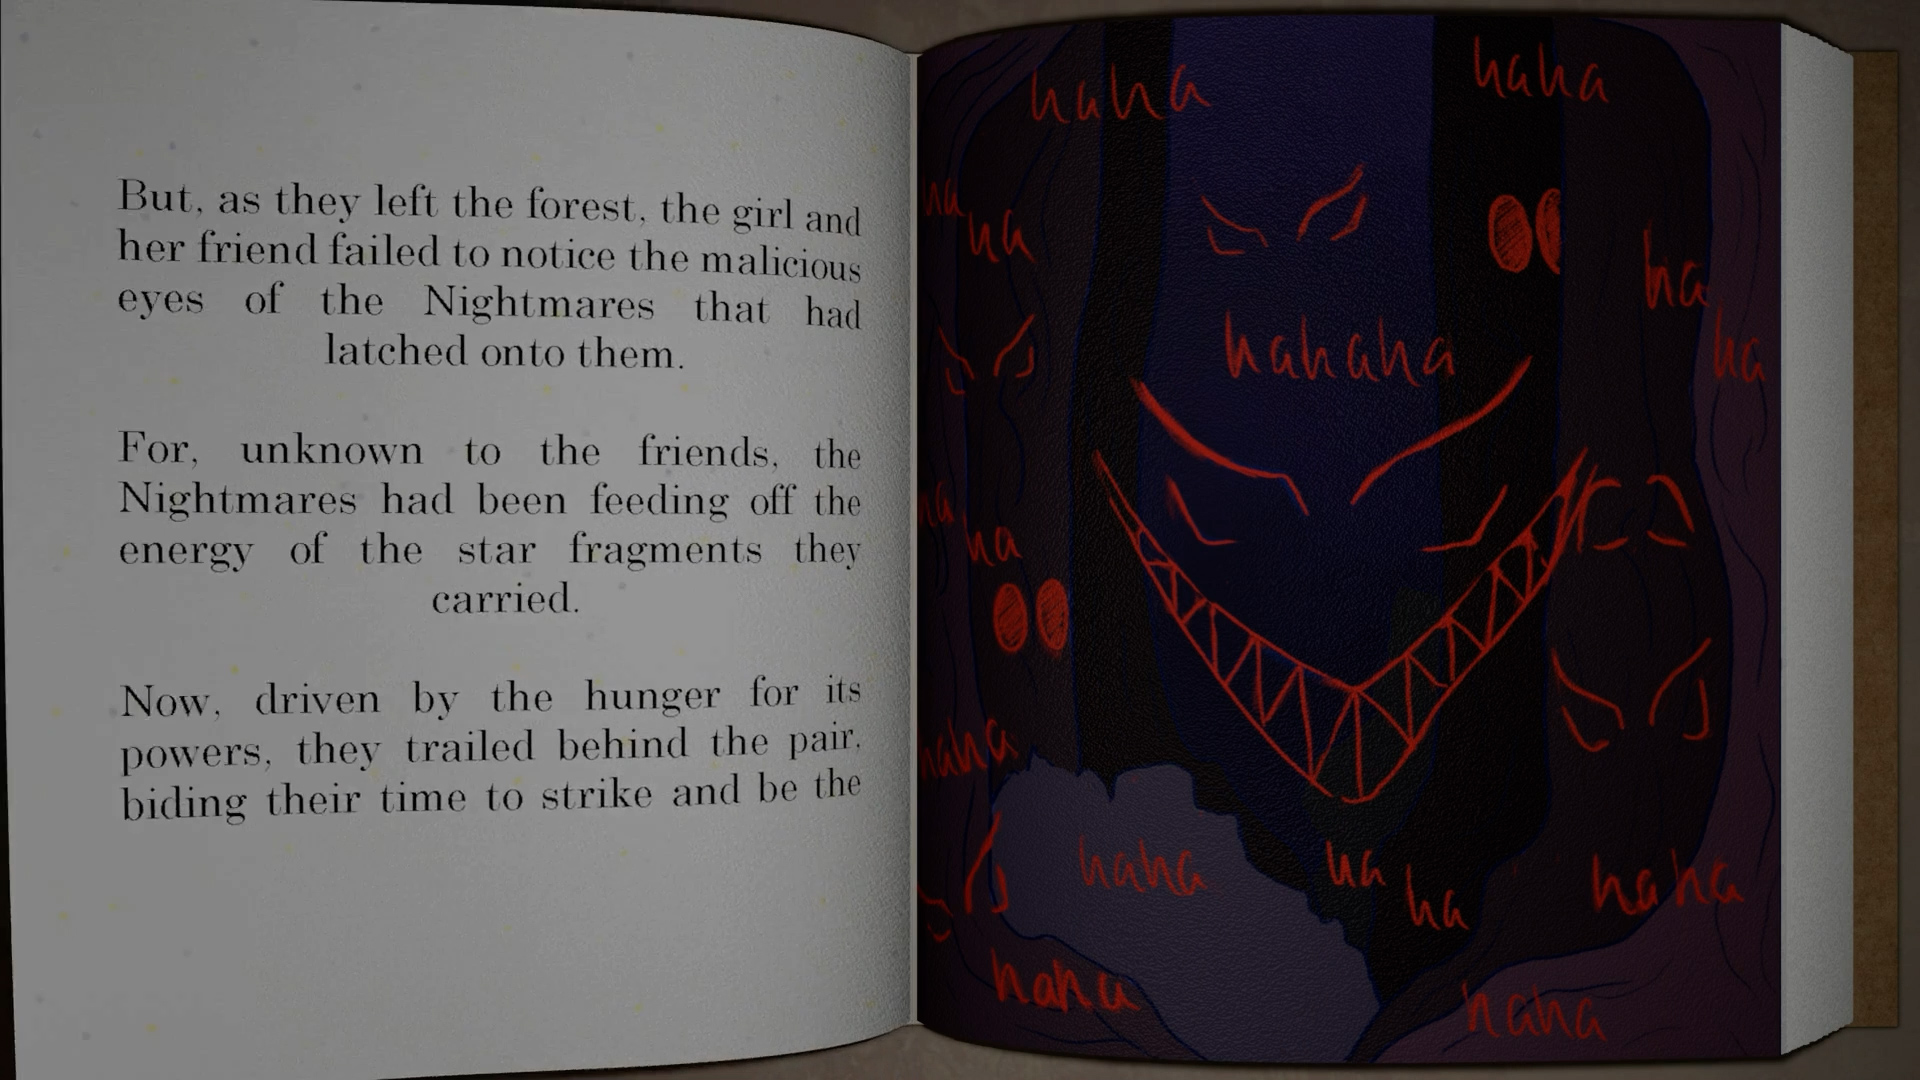 But, as they left the forest, the girl and
her friend failed to notice the malicious
eyes of the Nightmares that had
latched onto them.
For, unknown to the friends, the
Nightmares had been feeding off the
energy of the star fragments they
carried.
Now, driven by the hunger for its
powers, they trailed behind the pair,
biding their time to strike and be the
haha
haha
ha
ha
ha
ha
hahaha
ha
ha
haha
haha
ha
ha
haha
haha
haha